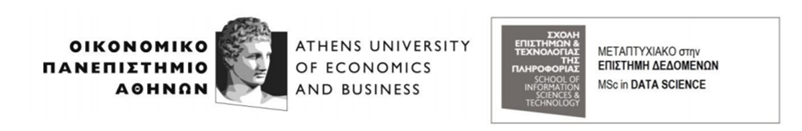 ΟΙΚΟΝΟΜΙΚΟ
ΠΑΝΕΠΙΣΤΗΜΙΟ
ΑΘΗΝΩΝ
ATHENS UNIVERSITY
OF ECONOMICS
AND BUSINESS
ΣΧΟΛΗ
ΕΠΙΣΤΗΜΩΝ &
ΤΕΧΝΟΛΟΓΙΑΣ
ΤΗΣ
ΠΛΗΡΟΦΟΡΙΑΣ
SCHOOL OF
INFORMATION
SCIENCES &
TECHNOLOGY
ΜΕΤΑΠΤΥΧΙΑΚΟ στην
ΕΠΙΣΤΗΜΗ ΔΕΔΟΜΕΝΩΝ
MSc in DATA SCIENCE